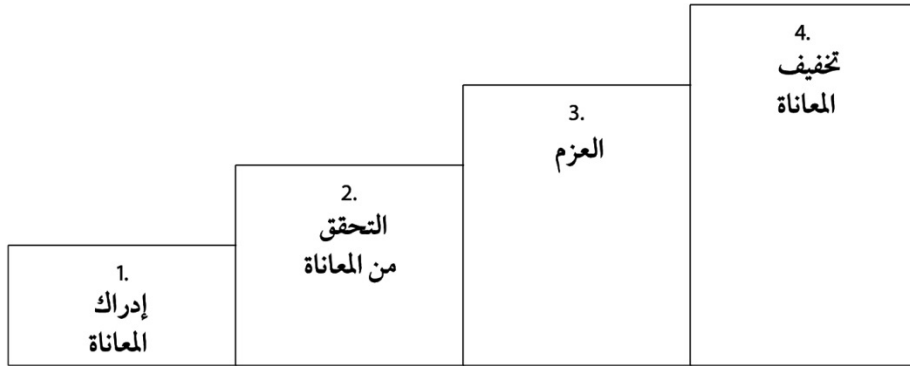 1.
إدراك
المعاناة
2.
التحقق
من المعاناة
3.
العزم
4.
تخفيف
المعاناة